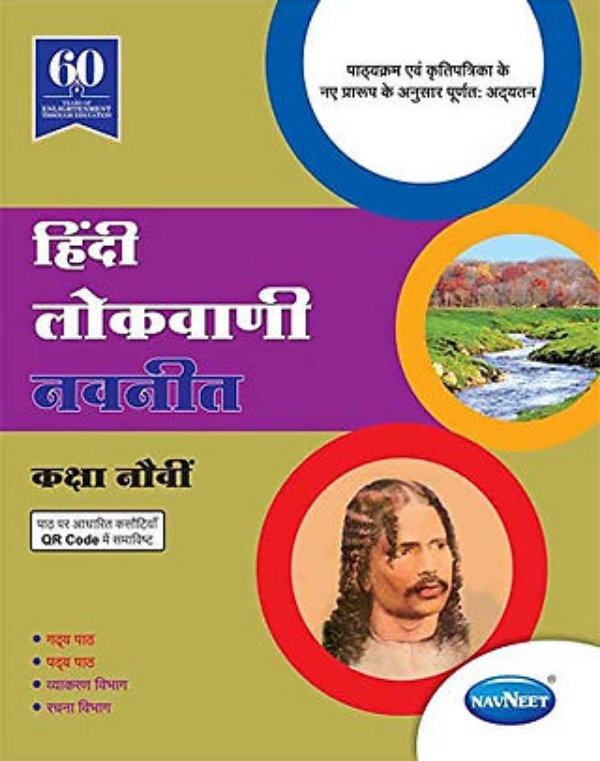 60
YEARS OF
ENLIGHTENMENT
THROUGH EDUCATION
पाठ्यक्रम एवं कृतिपत्रिका के
नए प्रारूप के अनुसार पूर्णत: अद्यतन
हिंदी
लोकवाणी
नवनीत
कक्षा नौवीं
पाठ पर आधारित कसौटियाँ
QR Code में समाविष्ट
• गद्य पाठ
• पद्य पाठ
• व्याकरण विभाग
• रचना विभाग
NAVNEET®